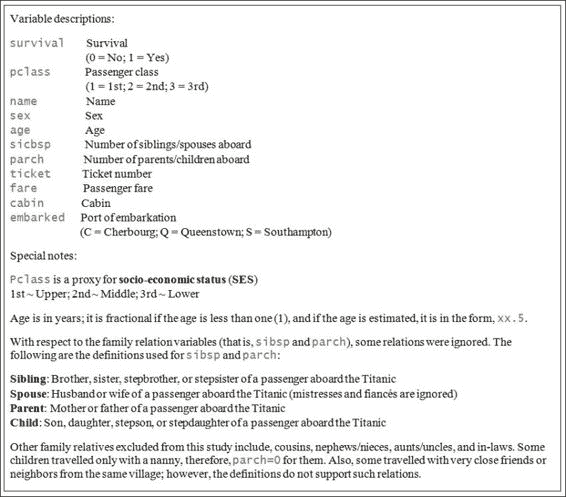 Variable descriptions:
survival Survival
(0 = No; 1 = Yes)
pclass Passenger class
(1 = 1st; 2 = 2nd; 3 = 3rd)
name Name
sex Sex
age Age
sicbsp Number of siblings/spouses aboard
parch Number of parents/children aboard
ticket Ticket number
fare Passenger fare
cabin Cabin
embarked Port of embarkation
(C = Cherbourg; Q = Queenstown; S = Southampton)
Special notes:
Pclass is a proxy for socio-economic status (SES)
1st ~ Upper; 2nd ~ Middle; 3rd ~ Lower
Age is in years; it is fractional if the age is less than one (1), and if the age is estimated, it is in the form, xx.5.
With respect to the family relation variables (that is, sibsp and parch), some relations were ignored. The
following are the definitions used for sibsp and parch:
Sibling: Brother, sister, stepbrother, or stepsister of a passenger aboard the Titanic
Spouse: Husband or wife of a passenger aboard the Titanic (mistresses and fiancés are ignored)
Parent: Mother or father of a passenger aboard the Titanic
Child: Son, daughter, stepson, or stepdaughter of a passenger aboard the Titanic
Other family relatives excluded from this study include, cousins, nephews/nieces, aunts/uncles, and in-laws. Some
children travelled only with a nanny, therefore, parch=0 for them. Also, some travelled with very close friends or
neighbors from the same village; however, the definitions do not support such relations.